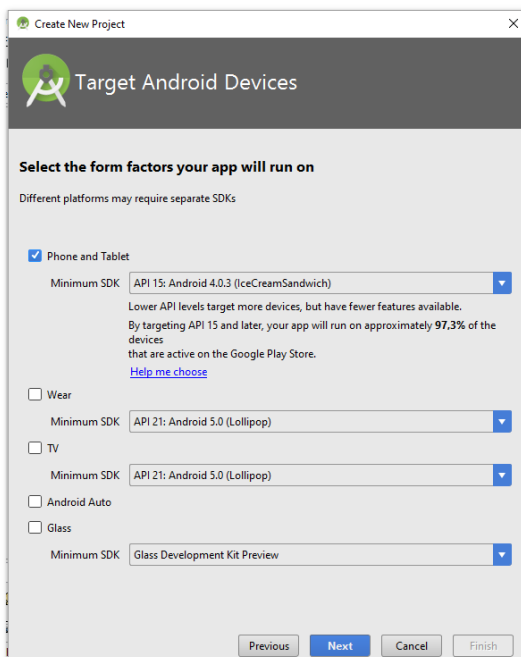 Create New Project
Target Android Devices
Select the form factors your app will run on
Different platforms may require separate SDKs
Phone and Tablet
Minimum SDK API 15: Android 4.0.3 (IceCreamSandwich)
Lower API levels target more devices, but have fewer features available.
By targeting API 15 and later, your app will run on approximately 97,3% of the
devices
that are active on the Google Play Store.
Help me choose
Wear
Minimum SDK API 21: Android 5.0 (Lollipop)
TV
Minimum SDK API 21: Android 5.0 (Lollipop)
Android Auto
Glass
Minimum SDK Glass Development Kit Preview
Previous Next Cancel Finish